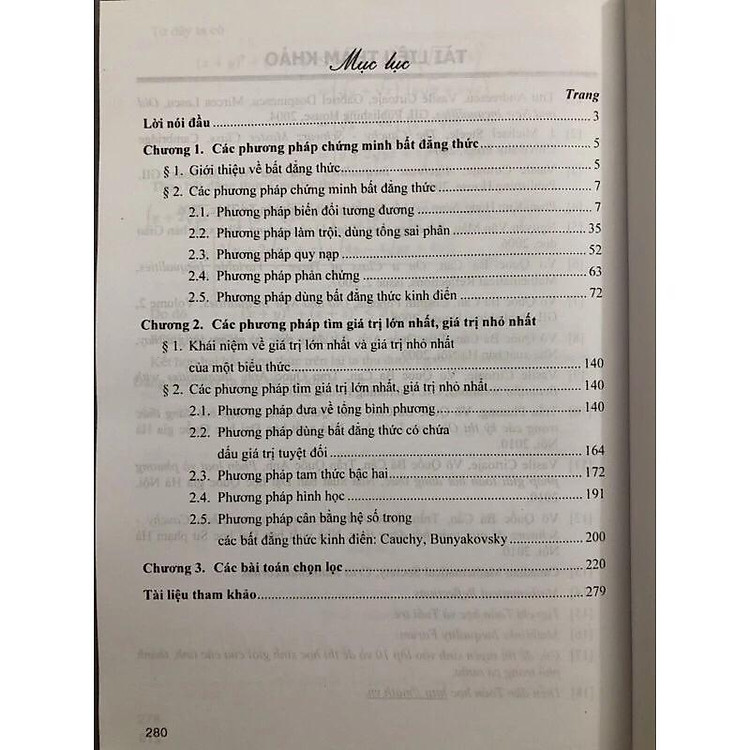 Mục lục
Trang
Lời nói đầu ... 3
Chương 1. Các phương pháp chứng minh bất đẳng thức ... 5
§ 1. Giới thiệu về bất đẳng thức ... 5
§ 2. Các phương pháp chứng minh bất đẳng thức ... 7
2.1. Phương pháp biến đổi tương đương ... 7
2.2. Phương pháp làm trội, dùng tổng sai phân ... 35
2.3. Phương pháp quy nạp ... 52
2.4. Phương pháp phản chứng ... 63
2.5. Phương pháp dùng bất đẳng thức kinh điển ... 72
Chương 2. Các phương pháp tìm giá trị lớn nhất, giá trị nhỏ nhất
§ 1. Khái niệm về giá trị lớn nhất và giá trị nhỏ nhất
của một biểu thức ... 140
§ 2. Các phương pháp tìm giá trị lớn nhất, giá trị nhỏ nhất ... 140
2.1. Phương pháp đưa về tổng bình phương ... 140
2.2. Phương pháp dùng bất đẳng thức có chứa
dấu giá trị tuyệt đối ... 164
2.3. Phương pháp tam thức bậc hai ... 172
2.4. Phương pháp hình học ... 191
2.5. Phương pháp cân bằng hệ số trong
các bất đẳng thức kinh điển: Cauchy, Bunyakovsky ... 200
Chương 3. Các bài toán chọn lọc ... 220
Tài liệu tham khảo ... 279
280